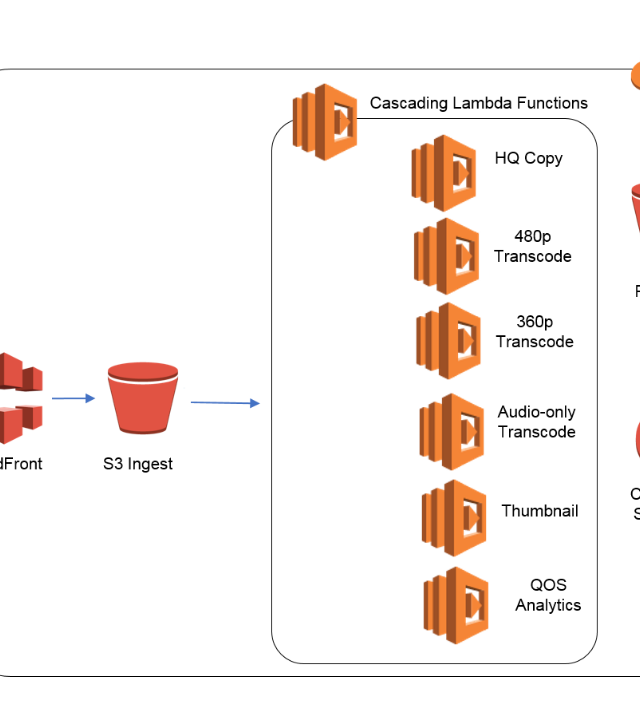 Cascading Lambda Functions
HQ Copy
480p
Transcode
360p
Transcode
Audio-only
Transcode
Thumbnail
QOS
Analytics
dFront
S3 Ingest